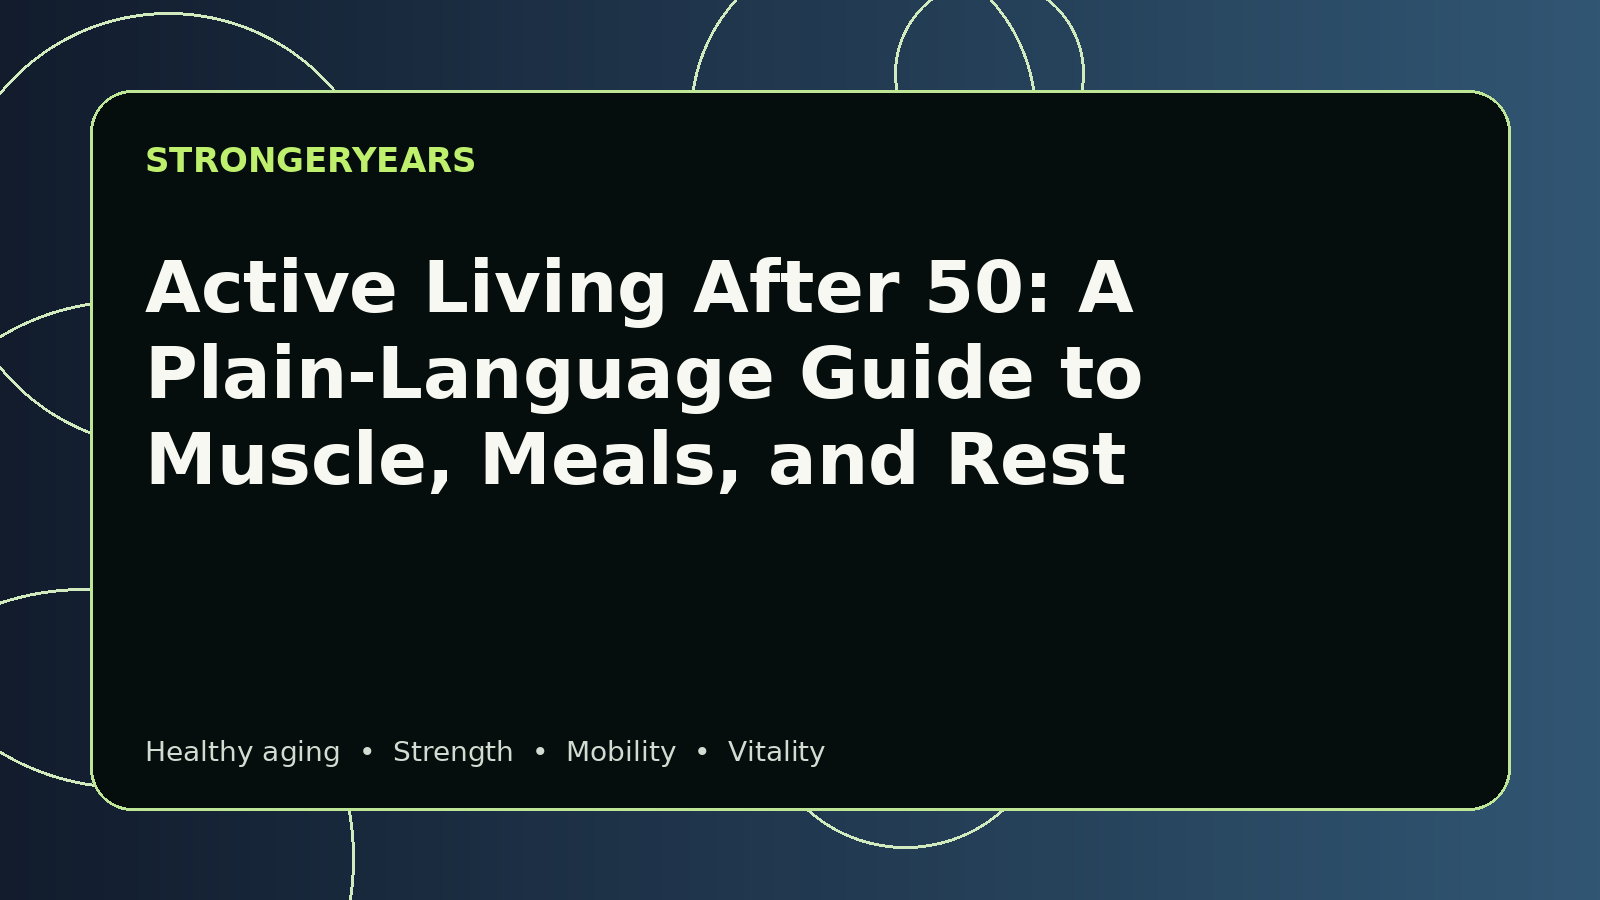 STRONGERYEARS
Active Living After 50: A
Plain-Language Guide to
Muscle, Meals, and Rest
Healthy aging • Strength • Mobility • Vitality